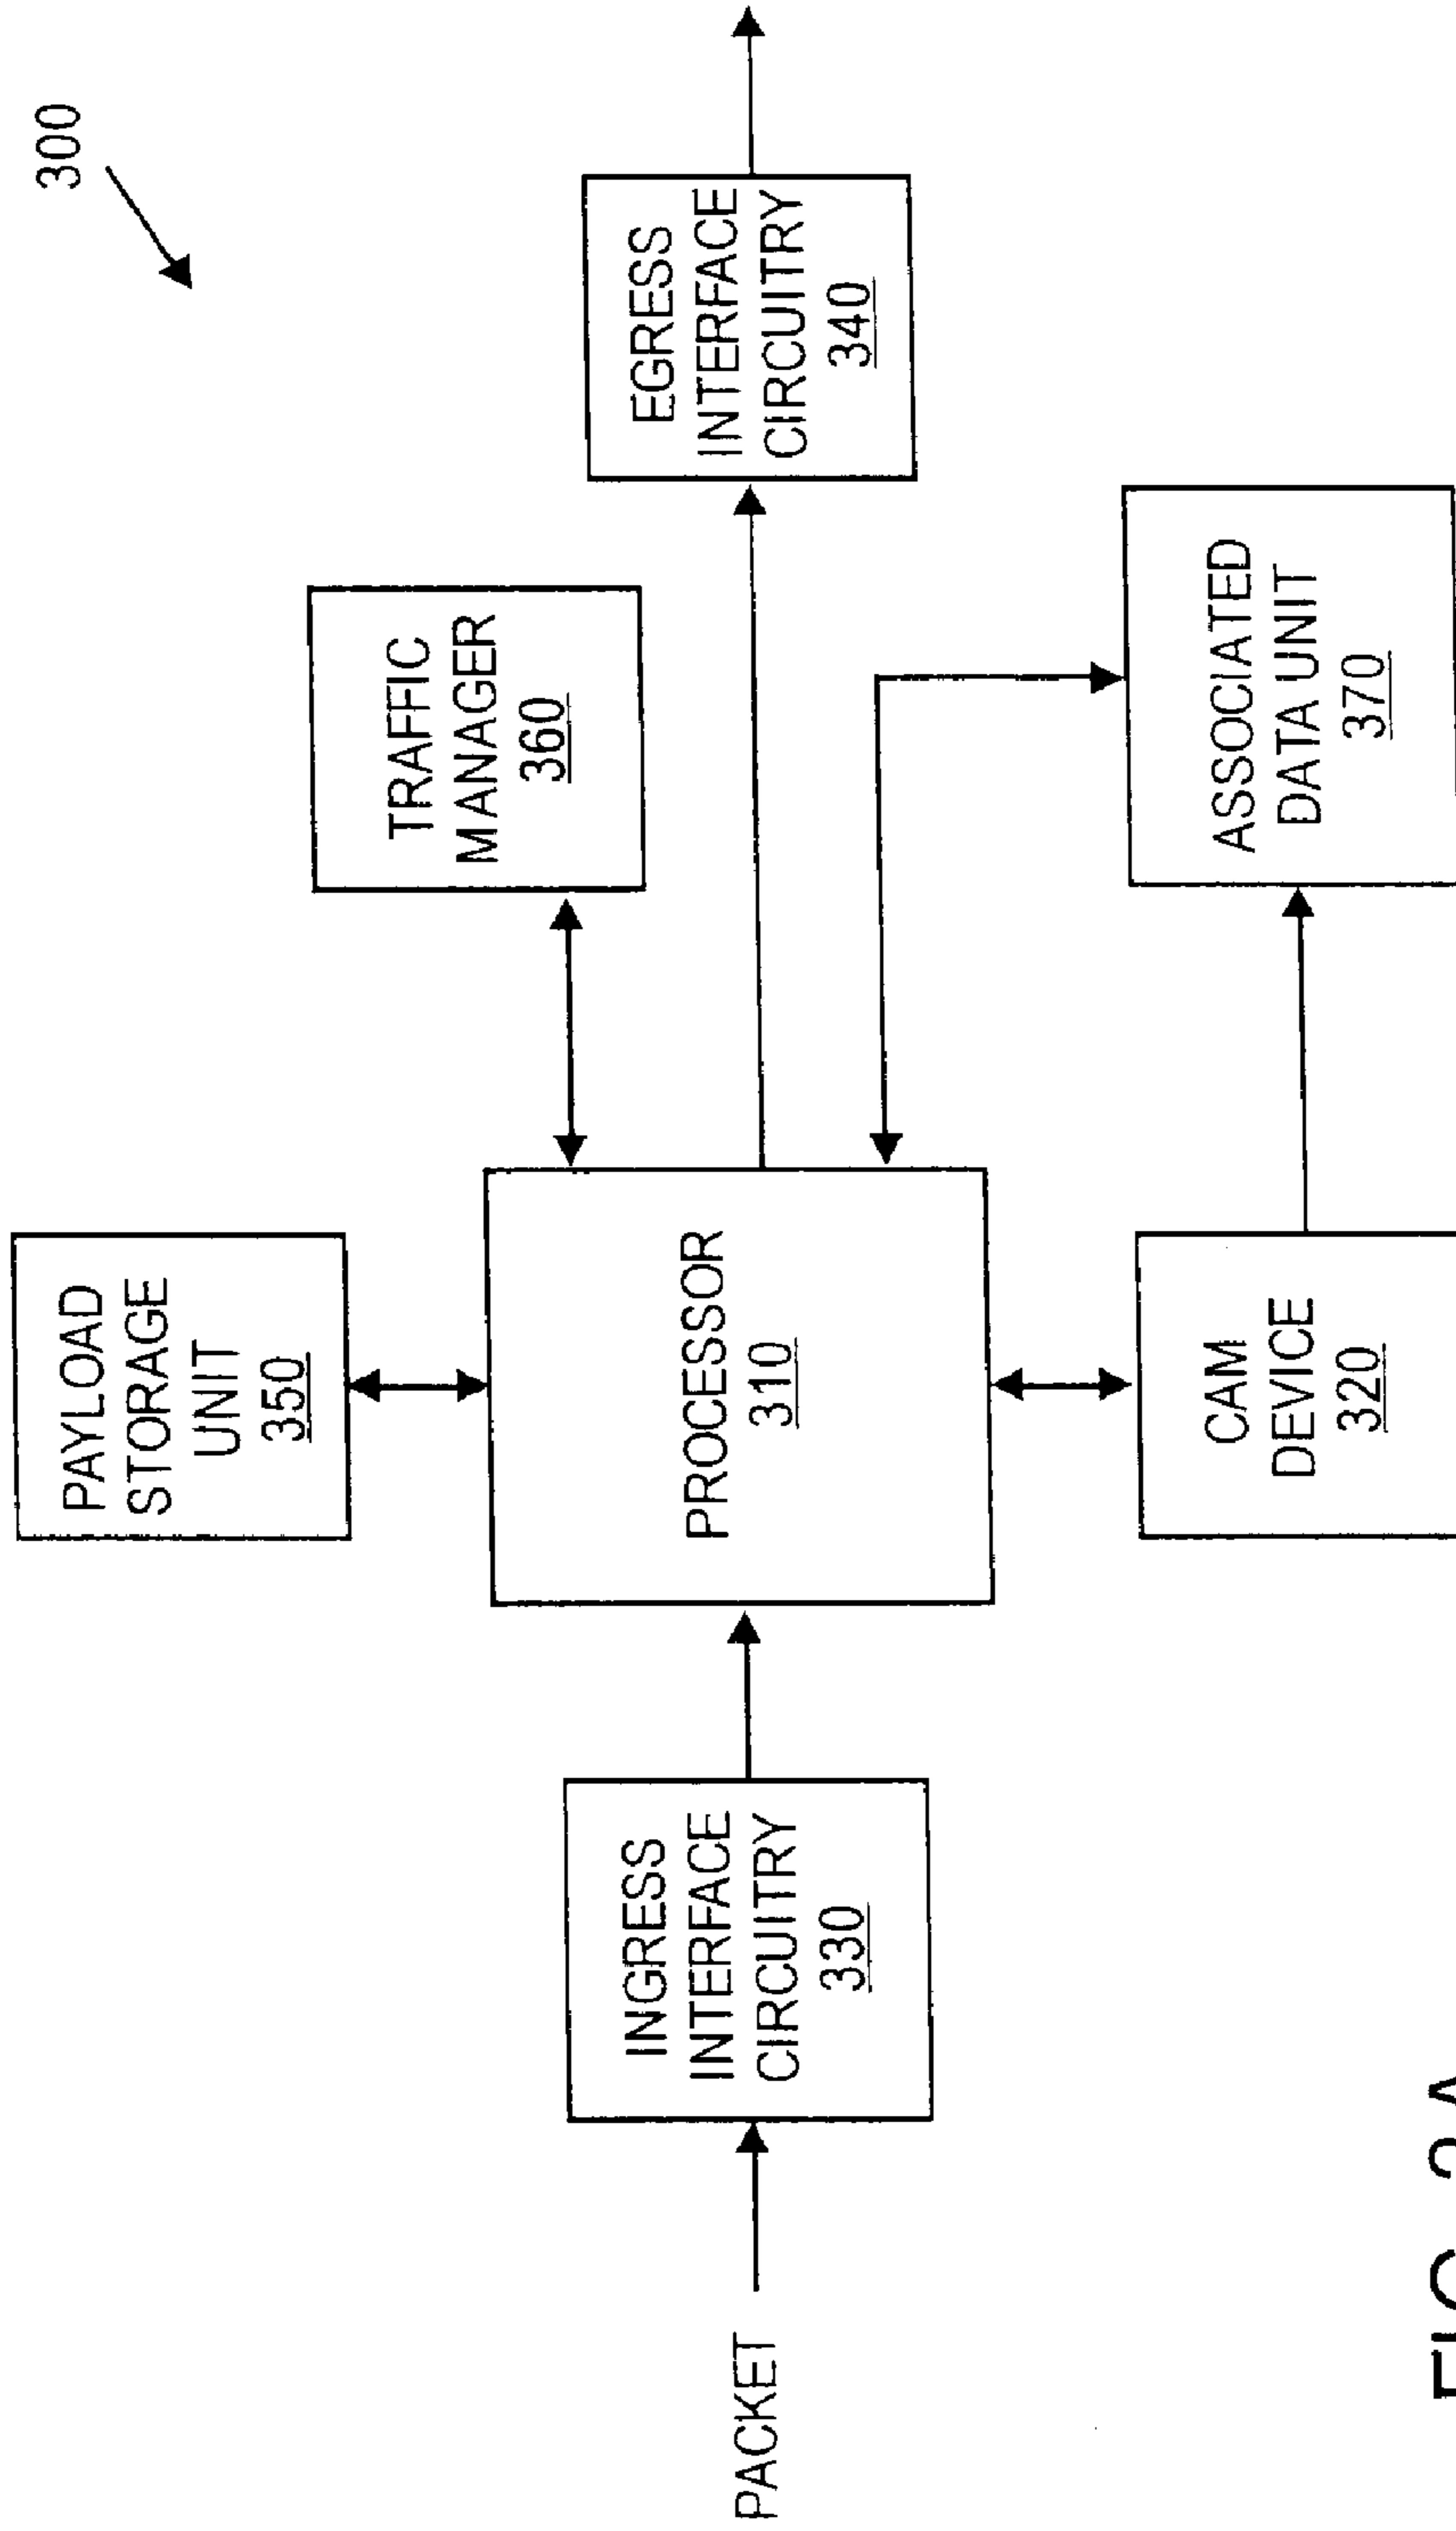 300
PAYLOAD
STORAGE
UNIT
350
TRAFFIC
MANAGER
360
PACKET
INGRESS
INTERFACE
CIRCUITRY
330
PROCESSOR
310
EGRESS
INTERFACE
CIRCUITRY
340
CAM
DEVICE
320
ASSOCIATED
DATA UNIT
370